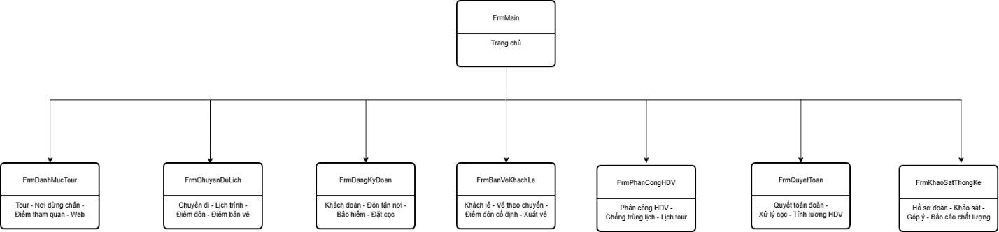 FrmMain
Trang chủ
FrmDanhMucTour
Tour - Nơi dừng chân -
Điểm tham quan - Web
FrmChuyenDuLich
Chuyến đi - Lịch trình -
Điểm đón - Điểm bán vé
FrmDangKyDoan
Khách đoàn - Đón tận nơi -
Bảo hiểm - Đặt cọc
FrmBanVeKhachLe
Khách lẻ - Vé theo chuyến -
Điểm đón cố định - Xuất vé
FrmPhanCongHDV
Phân công HDV -
Chống trùng lịch - Lịch tour
FrmQuyetToan
Quyết toán đoàn -
Xử lý cọc - Tính lương HDV
FrmKhaoSatThongKe
Hồ sơ đoàn - Khảo sát -
Góp ý - Báo cáo chất lượng